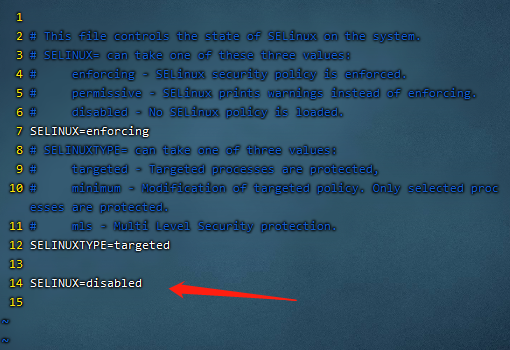 1
2 # This file controls the state of SELinux on the system.
3 # SELINUX= can take one of these three values:
4 #     enforcing - SELinux security policy is enforced.
5 #     permissive - SELinux prints warnings instead of enforcing.
6 #     disabled - No SELinux policy is loaded.
7 SELINUX=enforcing
8 # SELINUXTYPE= can take one of three values:
9 #     targeted - Targeted processes are protected,
10 #     minimum - Modification of targeted policy. Only selected proc
esses are protected.
11 #     mls - Multi Level Security protection.
12 SELINUXTYPE=targeted
13
14 SELINUX=disabled
15
~
~